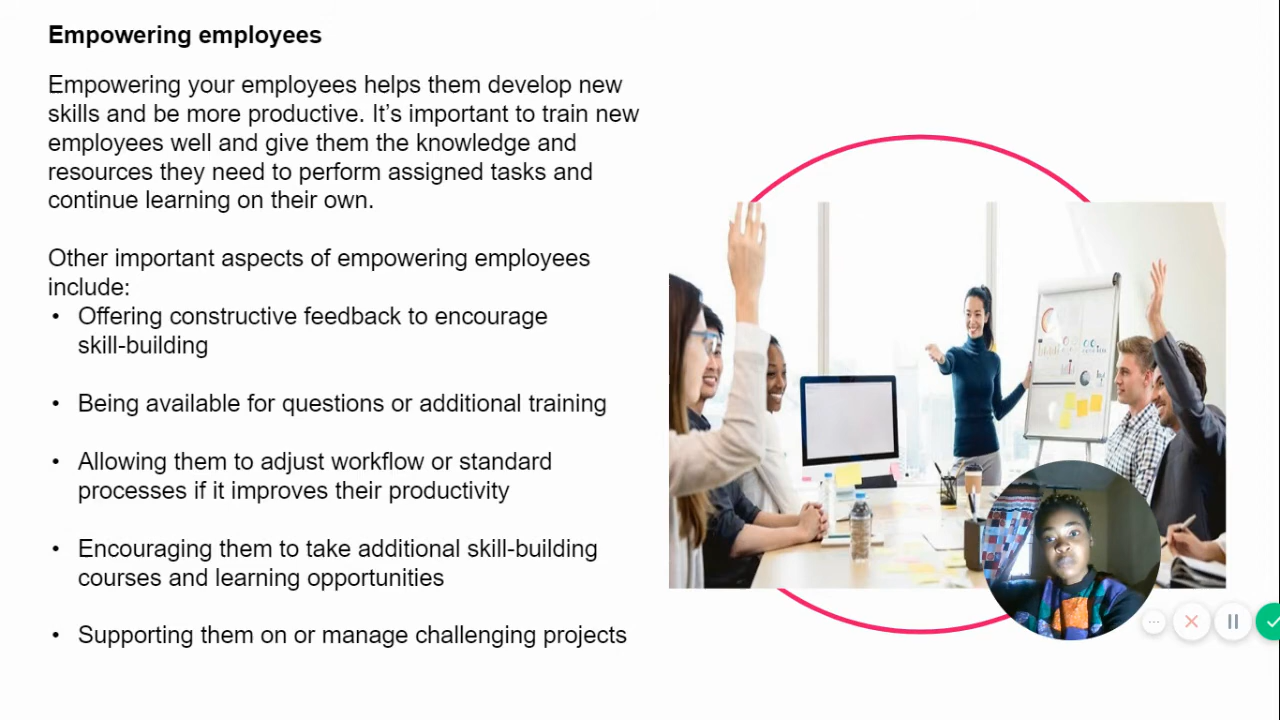 Empowering employees
Empowering your employees helps them develop new
skills and be more productive. It’s important to train new
employees well and give them the knowledge and
resources they need to perform assigned tasks and
continue learning on their own.
Other important aspects of empowering employees
include:
• Offering constructive feedback to encourage
skill-building
• Being available for questions or additional training
• Allowing them to adjust workflow or standard
processes if it improves their productivity
• Encouraging them to take additional skill-building
courses and learning opportunities
• Supporting them on or manage challenging projects